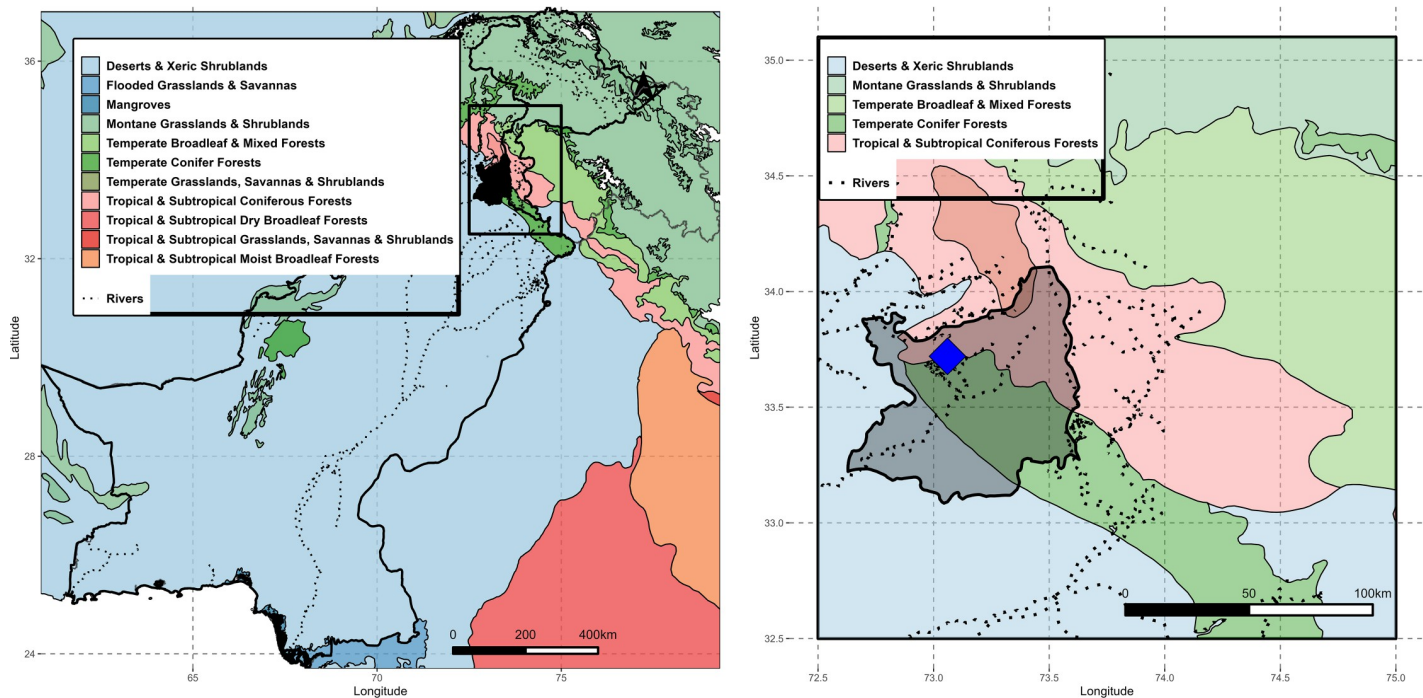 36
32
28
24
Latitude
65
70
75
Longitude
Deserts & Xeric Shrublands
Flooded Grasslands & Savannas
Mangroves
Montane Grasslands & Shrublands
Temperate Broadleaf & Mixed Forests
Temperate Conifer Forests
Temperate Grasslands, Savannas & Shrublands
Tropical & Subtropical Coniferous Forests
Tropical & Subtropical Dry Broadleaf Forests
Tropical & Subtropical Grasslands, Savannas & Shrublands
Tropical & Subtropical Moist Broadleaf Forests
Rivers
N
0 200 400km
35.0
34.5
34.0
33.5
33.0
32.5
Latitude
72.5
73.0
73.5
74.0
74.5
75.0
Longitude
Deserts & Xeric Shrublands
Montane Grasslands & Shrublands
Temperate Broadleaf & Mixed Forests
Temperate Conifer Forests
Tropical & Subtropical Coniferous Forests
Rivers
0 50 100km